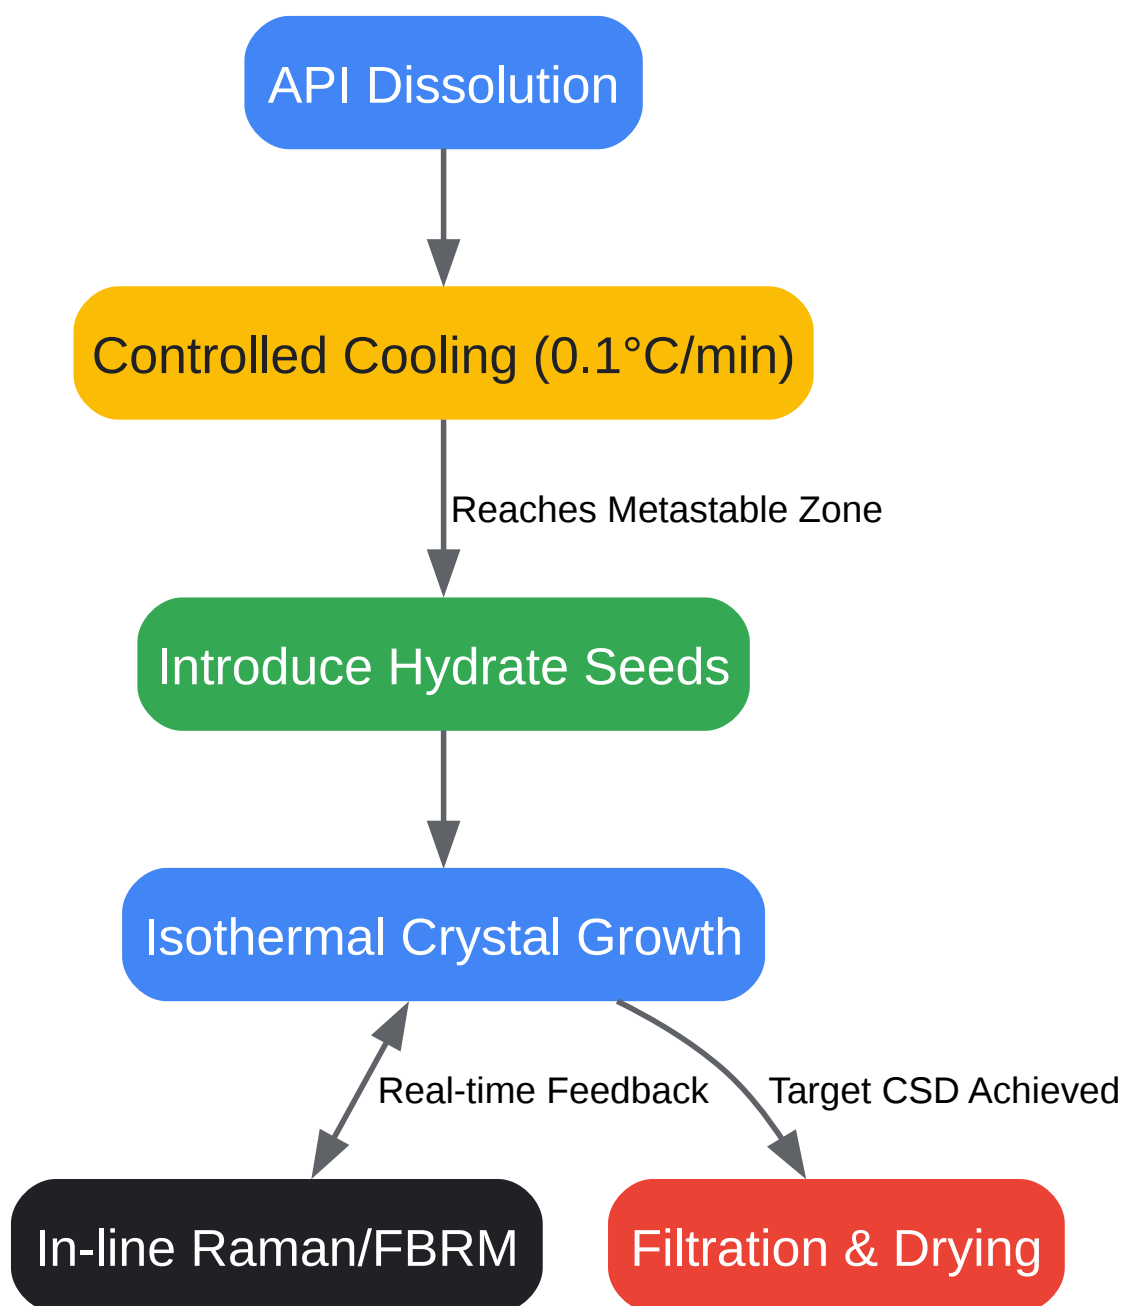 API Dissolution
Controlled Cooling (0.1°C/min)
Reaches Metastable Zone
Introduce Hydrate Seeds
Isothermal Crystal Growth
Real-time Feedback
Target CSD Achieved
In-line Raman/FBRM
Filtration & Drying